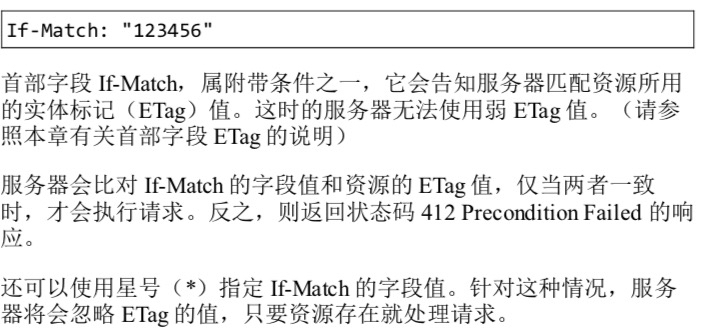 If-Match: "123456"
首部字段 If-Match，属附带条件之一，它会告知服务器匹配资源所用
的实体标记（ETag）值。这时的服务器无法使用弱 ETag 值。（请参
照本章有关首部字段 ETag 的说明）
服务器会比对 If-Match 的字段值和资源的 ETag 值，仅当两者一致
时，才会执行请求。反之，则返回状态码 412 Precondition Failed 的响
应。
还可以使用星号（*）指定 If-Match 的字段值。针对这种情况，服务
器将会忽略 ETag 的值，只要资源存在就处理请求。